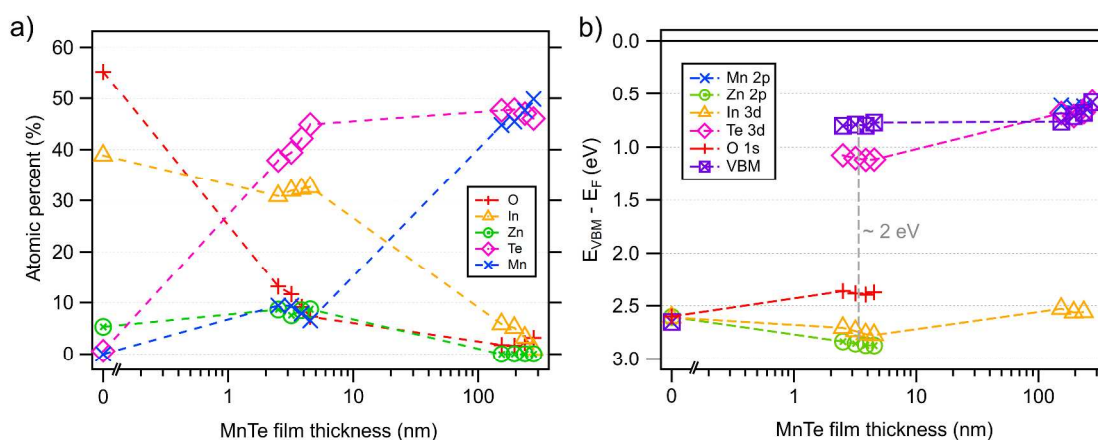 a)
60
50
40
30
20
10
0
Atomic percent (%)
O
In
Zn
Te
Mn
0
1
10
100
MnTe film thickness (nm)
b)
0.0
0.5
1.0
1.5
2.0
2.5
3.0
E_VBM - E_F (eV)
Mn 2p
Zn 2p
In 3d
Te 3d
O 1s
VBM
~ 2 eV
0
1
10
100
MnTe film thickness (nm)